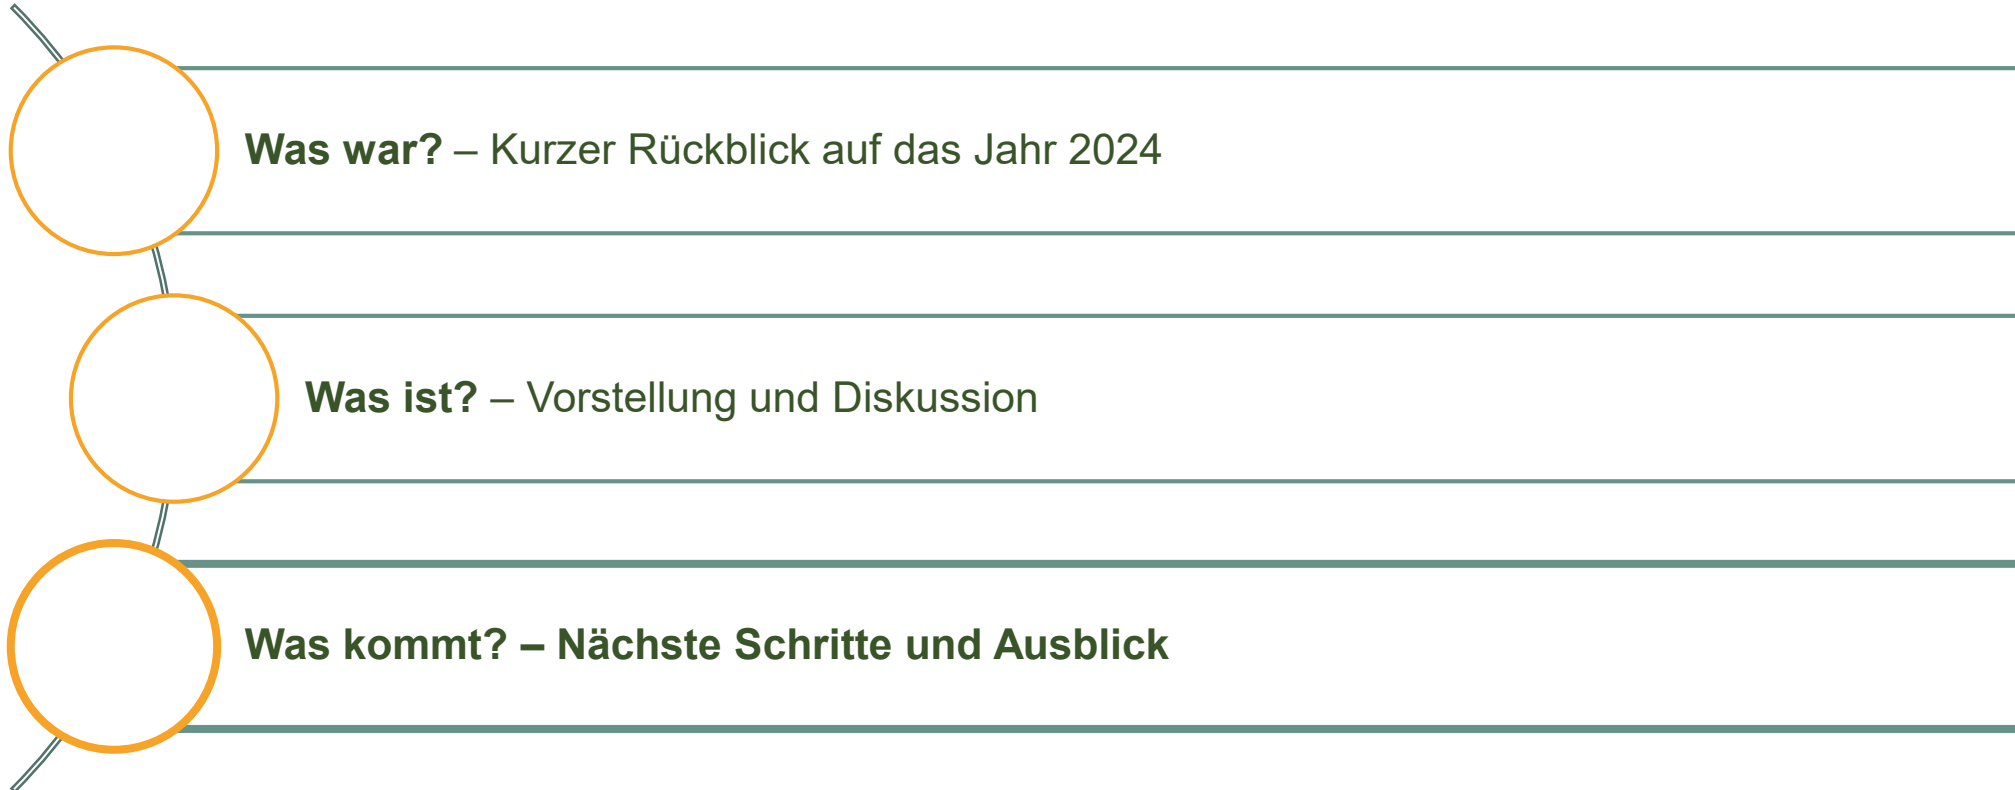 Was war? – Kurzer Rückblick auf das Jahr 2024
Was ist? – Vorstellung und Diskussion
Was kommt? – Nächste Schritte und Ausblick